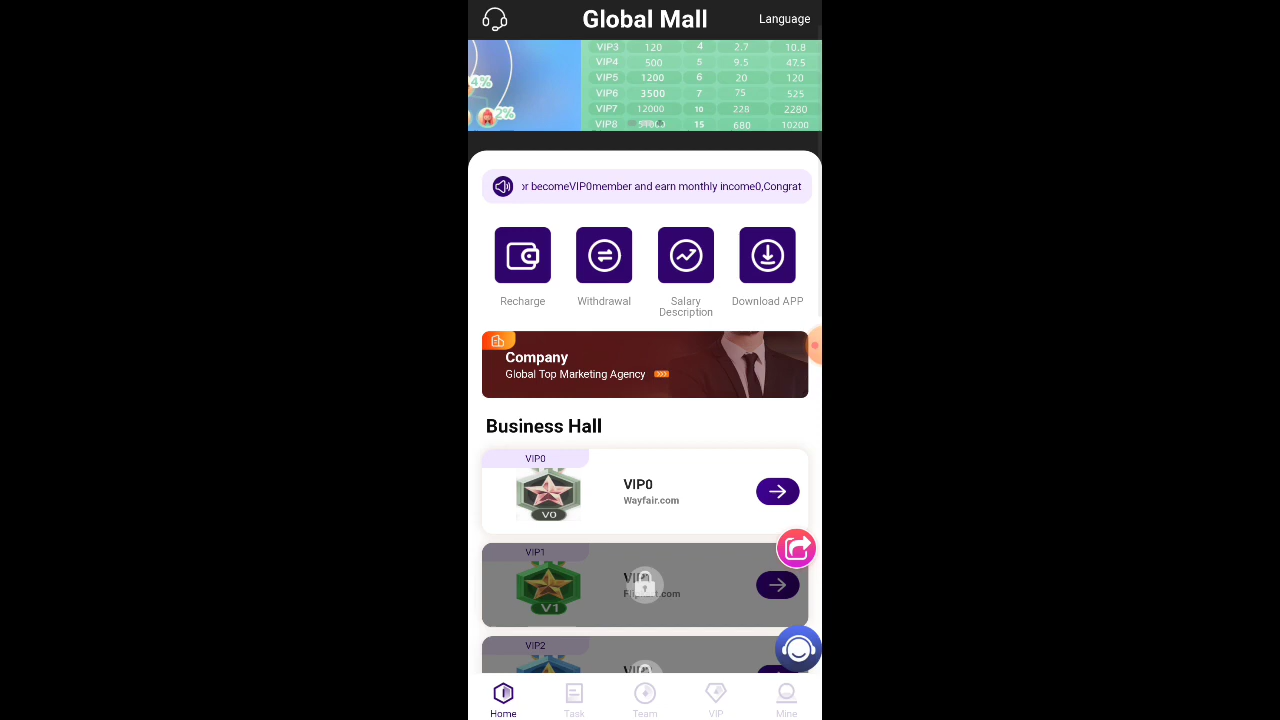 Global Mall
Language
VIP3 120 4 2.7 10.8
VIP4 500 5 9.5 47.5
VIP5 1200 6 20 120
VIP6 3500 7 75 525
VIP7 12000 10 228 2280
VIP8 15 680 10200
4%
2%
or becomeVIP0member and earn monthly income0,Congrat
Recharge
Withdrawal
Salary
Description
Download APP
Company
Global Top Marketing Agency
Business Hall
VIP0
VIP0
Wayfair.com
V0
VIP1
V1
VIP2
Home
Task
Team
VIP
Mine